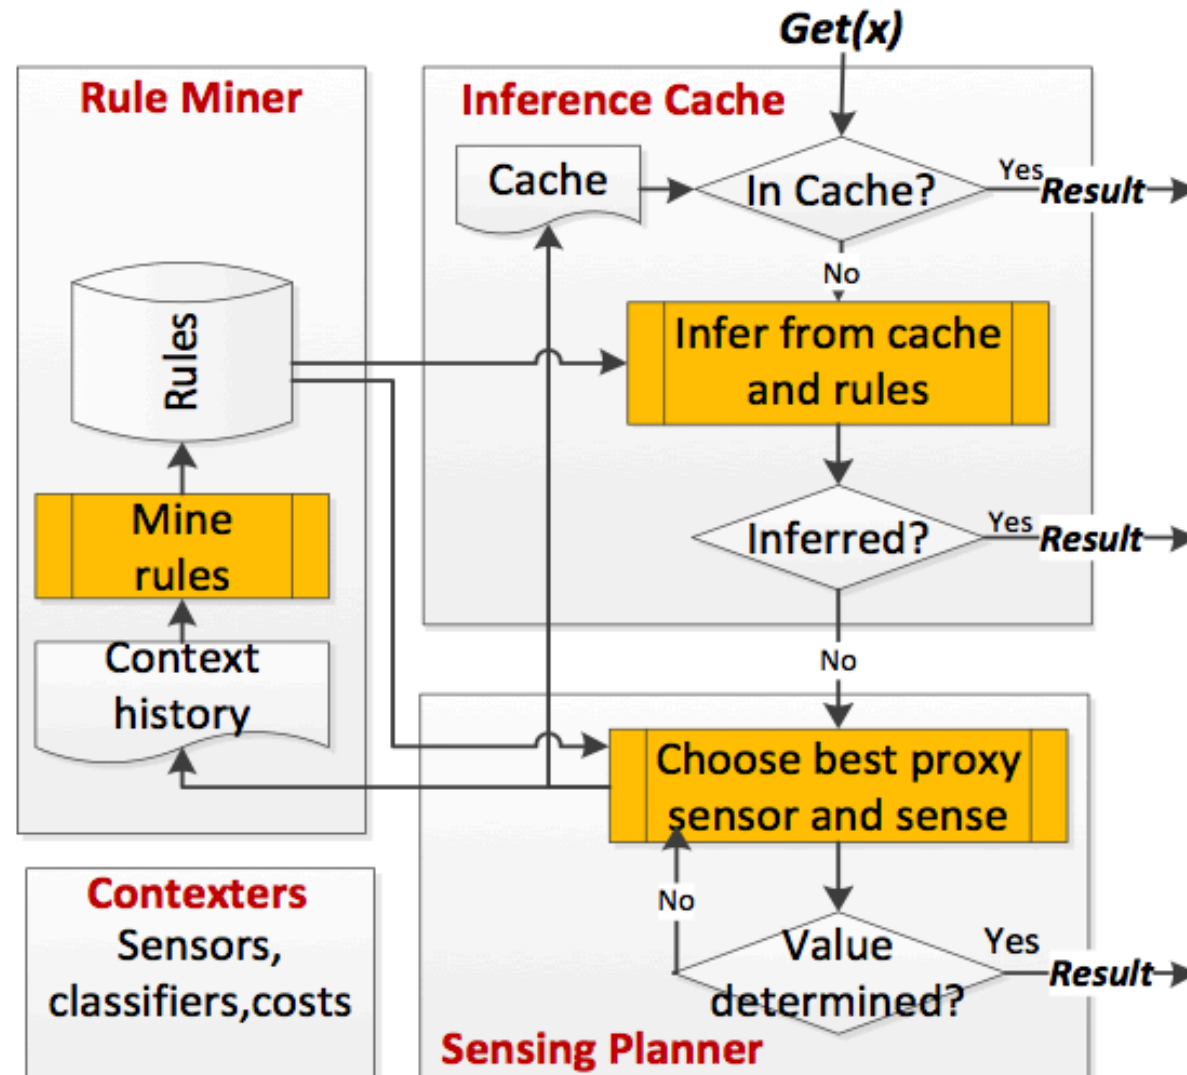 Get(x)
Rule Miner
Rules
Mine
rules
Context
history
Contexters
Sensors,
classifiers,costs
Inference Cache
Cache
In Cache?
Yes
Result
No
Infer from cache
and rules
Inferred?
Yes
Result
No
Choose best proxy
sensor and sense
No
Value
determined?
Yes
Result
Sensing Planner